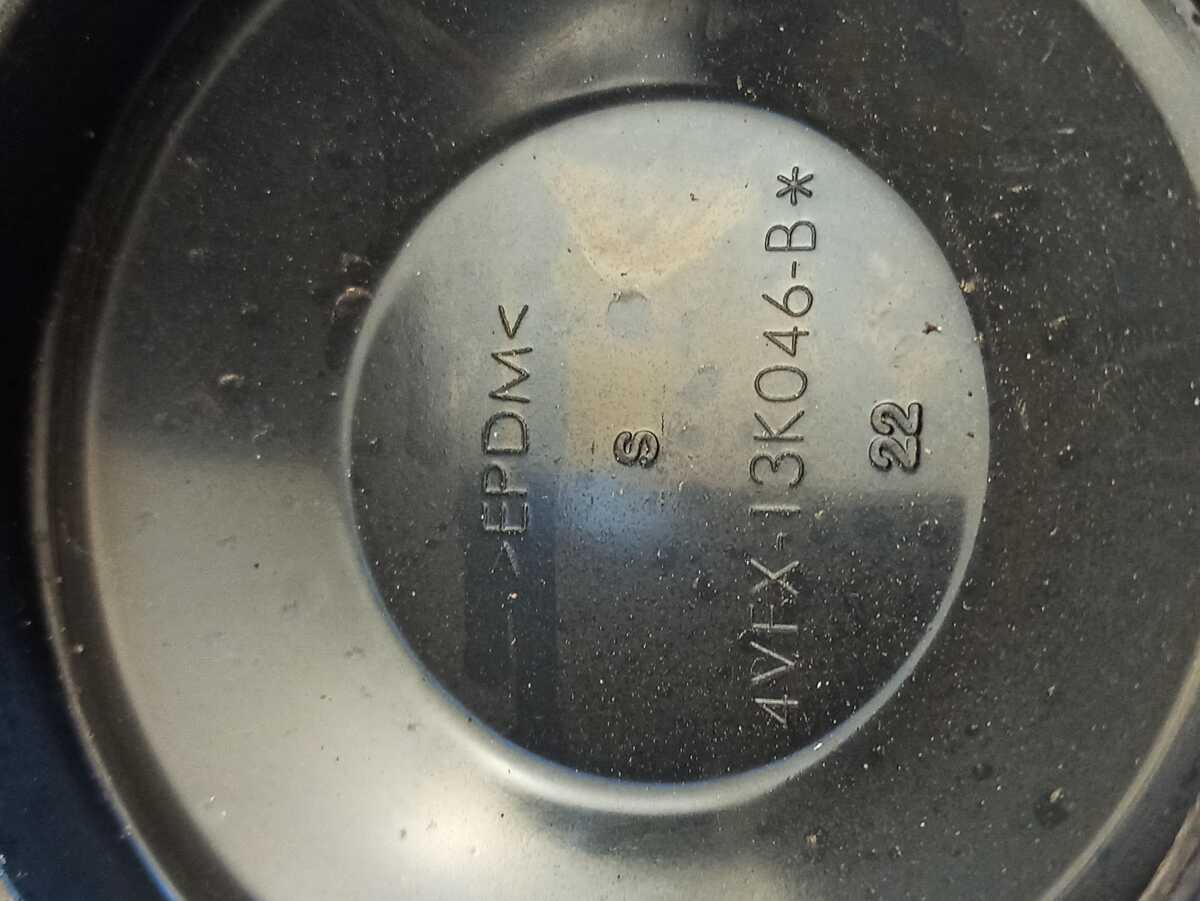 >EPDM<
S
4VFX-13K046-B*
22